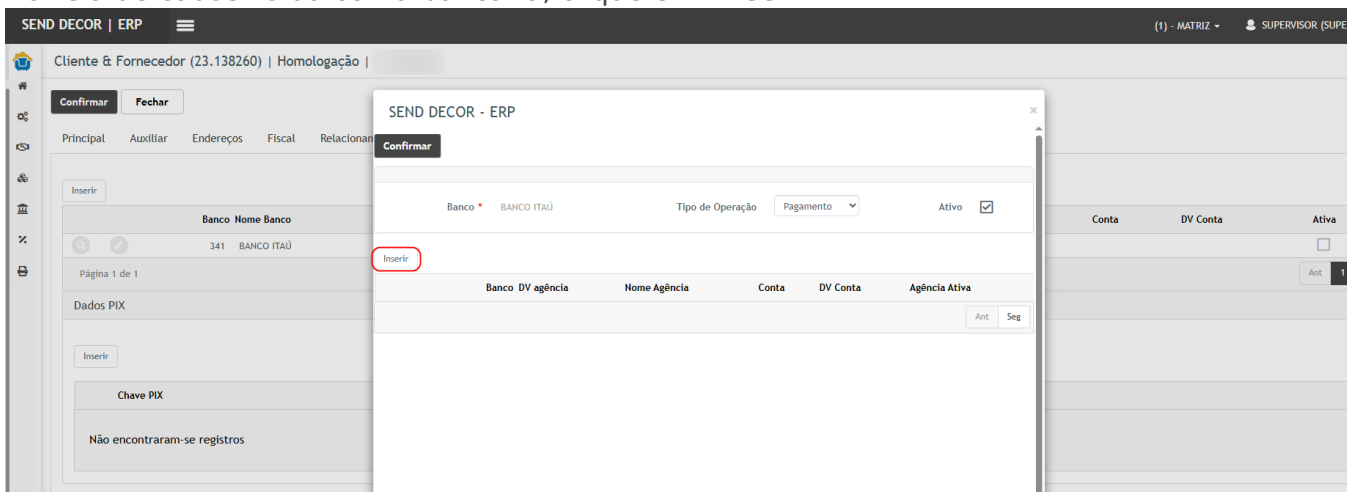 SEND DECOR | ERP (1) - MATRIZ SUPERVISOR (SUPE
Cliente & Fornecedor (23.138260) | Homologação |
Confirmar Fechar
Principal Auxiliar Endereços Fiscal Relacionan
Inserir
Banco Nome Banco Conta DV Conta Ativa
341 BANCO ITAÚ
Página 1 de 1 Ant 1
Dados PIX
Inserir
Chave PIX
Não encontraram-se registros
SEND DECOR - ERP ×
Confirmar
Banco * BANCO ITAÚ Tipo de Operação Pagamento Ativo
Inserir
Banco DV agência Nome Agência Conta DV Conta Agência Ativa
Ant Seg